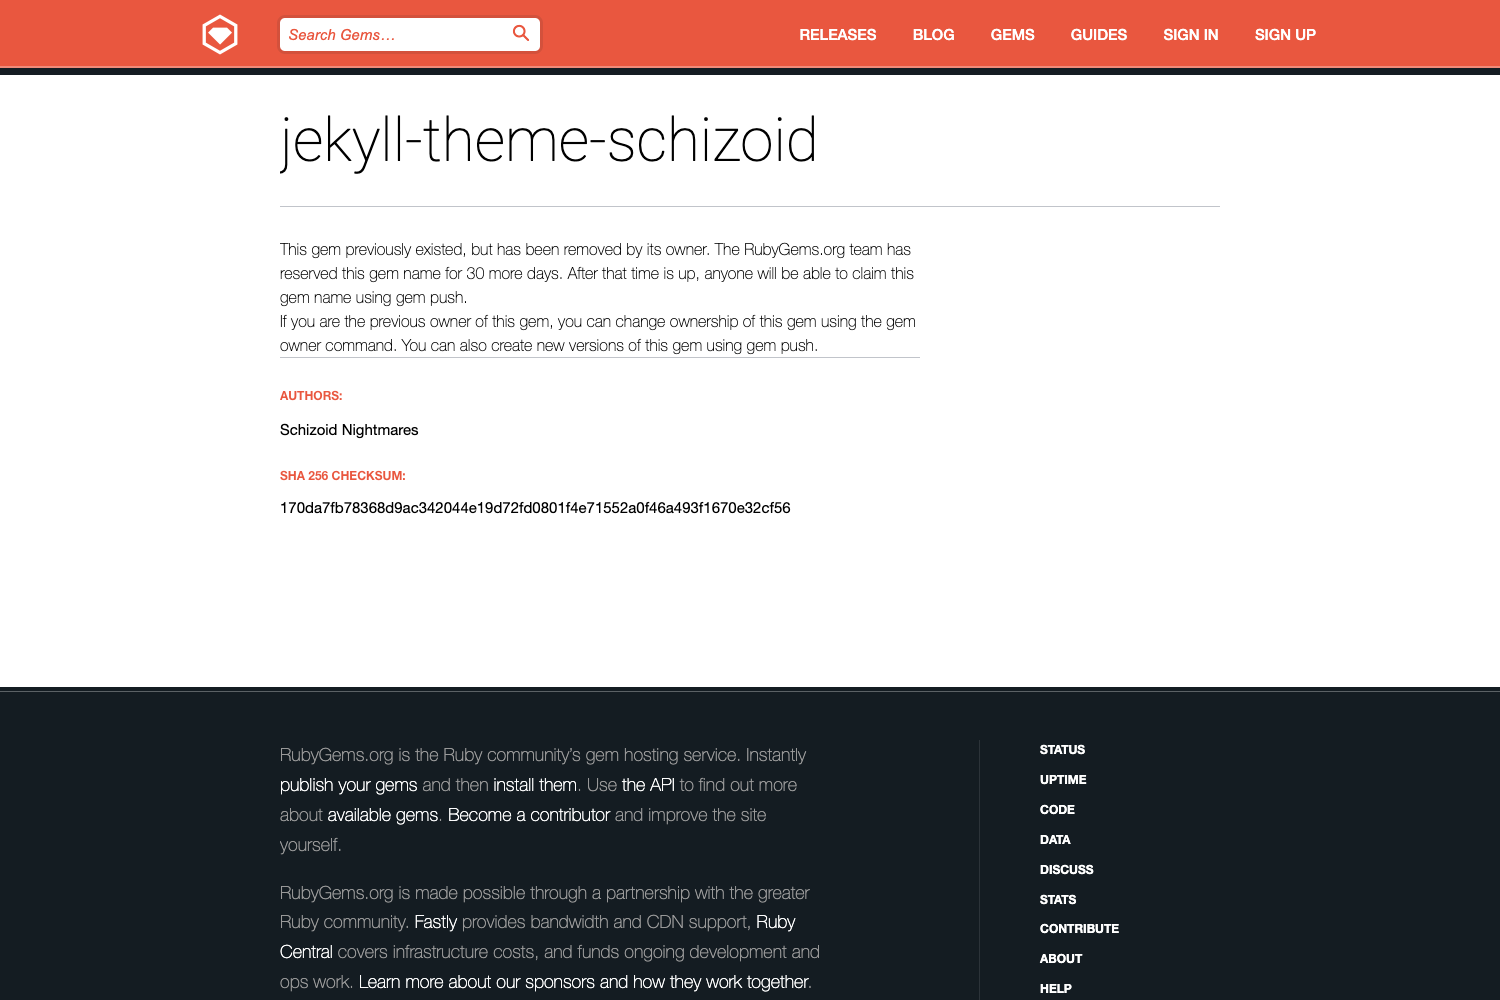 Search Gems…
RELEASES
BLOG
GEMS
GUIDES
SIGN IN
SIGN UP
jekyll-theme-schizoid
This gem previously existed, but has been removed by its owner. The RubyGems.org team has
reserved this gem name for 30 more days. After that time is up, anyone will be able to claim this
gem name using gem push.
If you are the previous owner of this gem, you can change ownership of this gem using the gem
owner command. You can also create new versions of this gem using gem push.
AUTHORS:
Schizoid Nightmares
SHA 256 CHECKSUM:
170da7fb78368d9ac342044e19d72fd0801f4e71552a0f46a493f1670e32cf56
RubyGems.org is the Ruby community’s gem hosting service. Instantly
publish your gems and then install them. Use the API to find out more
about available gems. Become a contributor and improve the site
yourself.
RubyGems.org is made possible through a partnership with the greater
Ruby community. Fastly provides bandwidth and CDN support, Ruby
Central covers infrastructure costs, and funds ongoing development and
ops work. Learn more about our sponsors and how they work together.
STATUS
UPTIME
CODE
DATA
DISCUSS
STATS
CONTRIBUTE
ABOUT
HELP